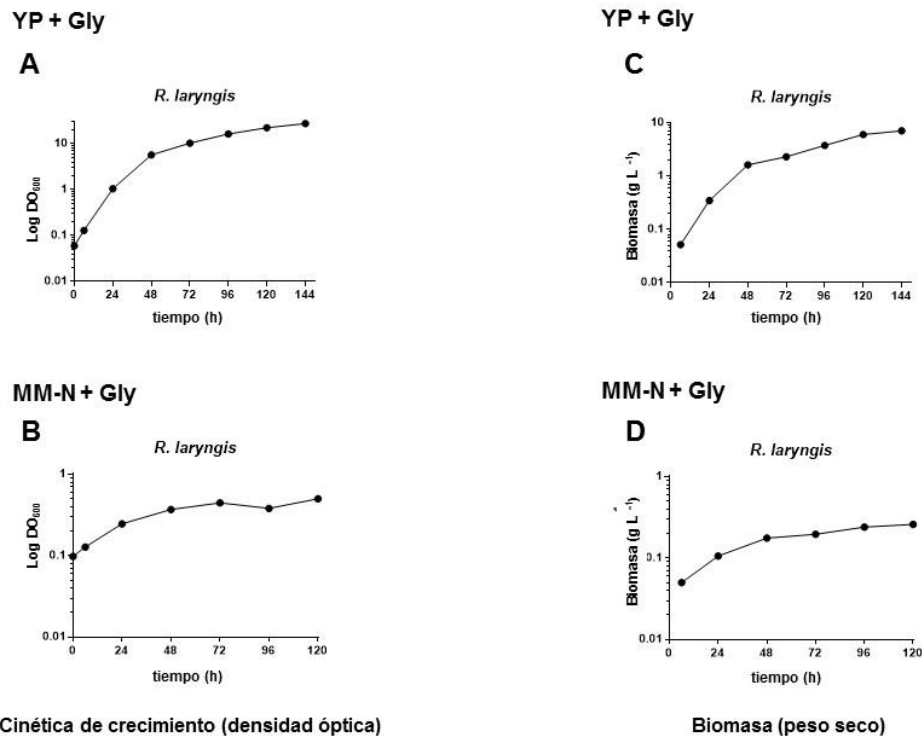 YP + Gly
A
R. laryngis
Log DO600
10
1
0.1
0.01
0 24 48 72 96 120 144
tiempo (h)
YP + Gly
C
R. laryngis
Biomasa (g L -1)
10
1
0.1
0.01
0 24 48 72 96 120 144
tiempo (h)
MM-N + Gly
B
R. laryngis
Log DO600
1
0.1
0.01
0 24 48 72 96 120
tiempo (h)
Cinética de crecimiento (densidad óptica)
MM-N + Gly
D
R. laryngis
Biomasa (g L -1)
1
0.1
0.01
0 24 48 72 96 120
tiempo (h)
Biomasa (peso seco)